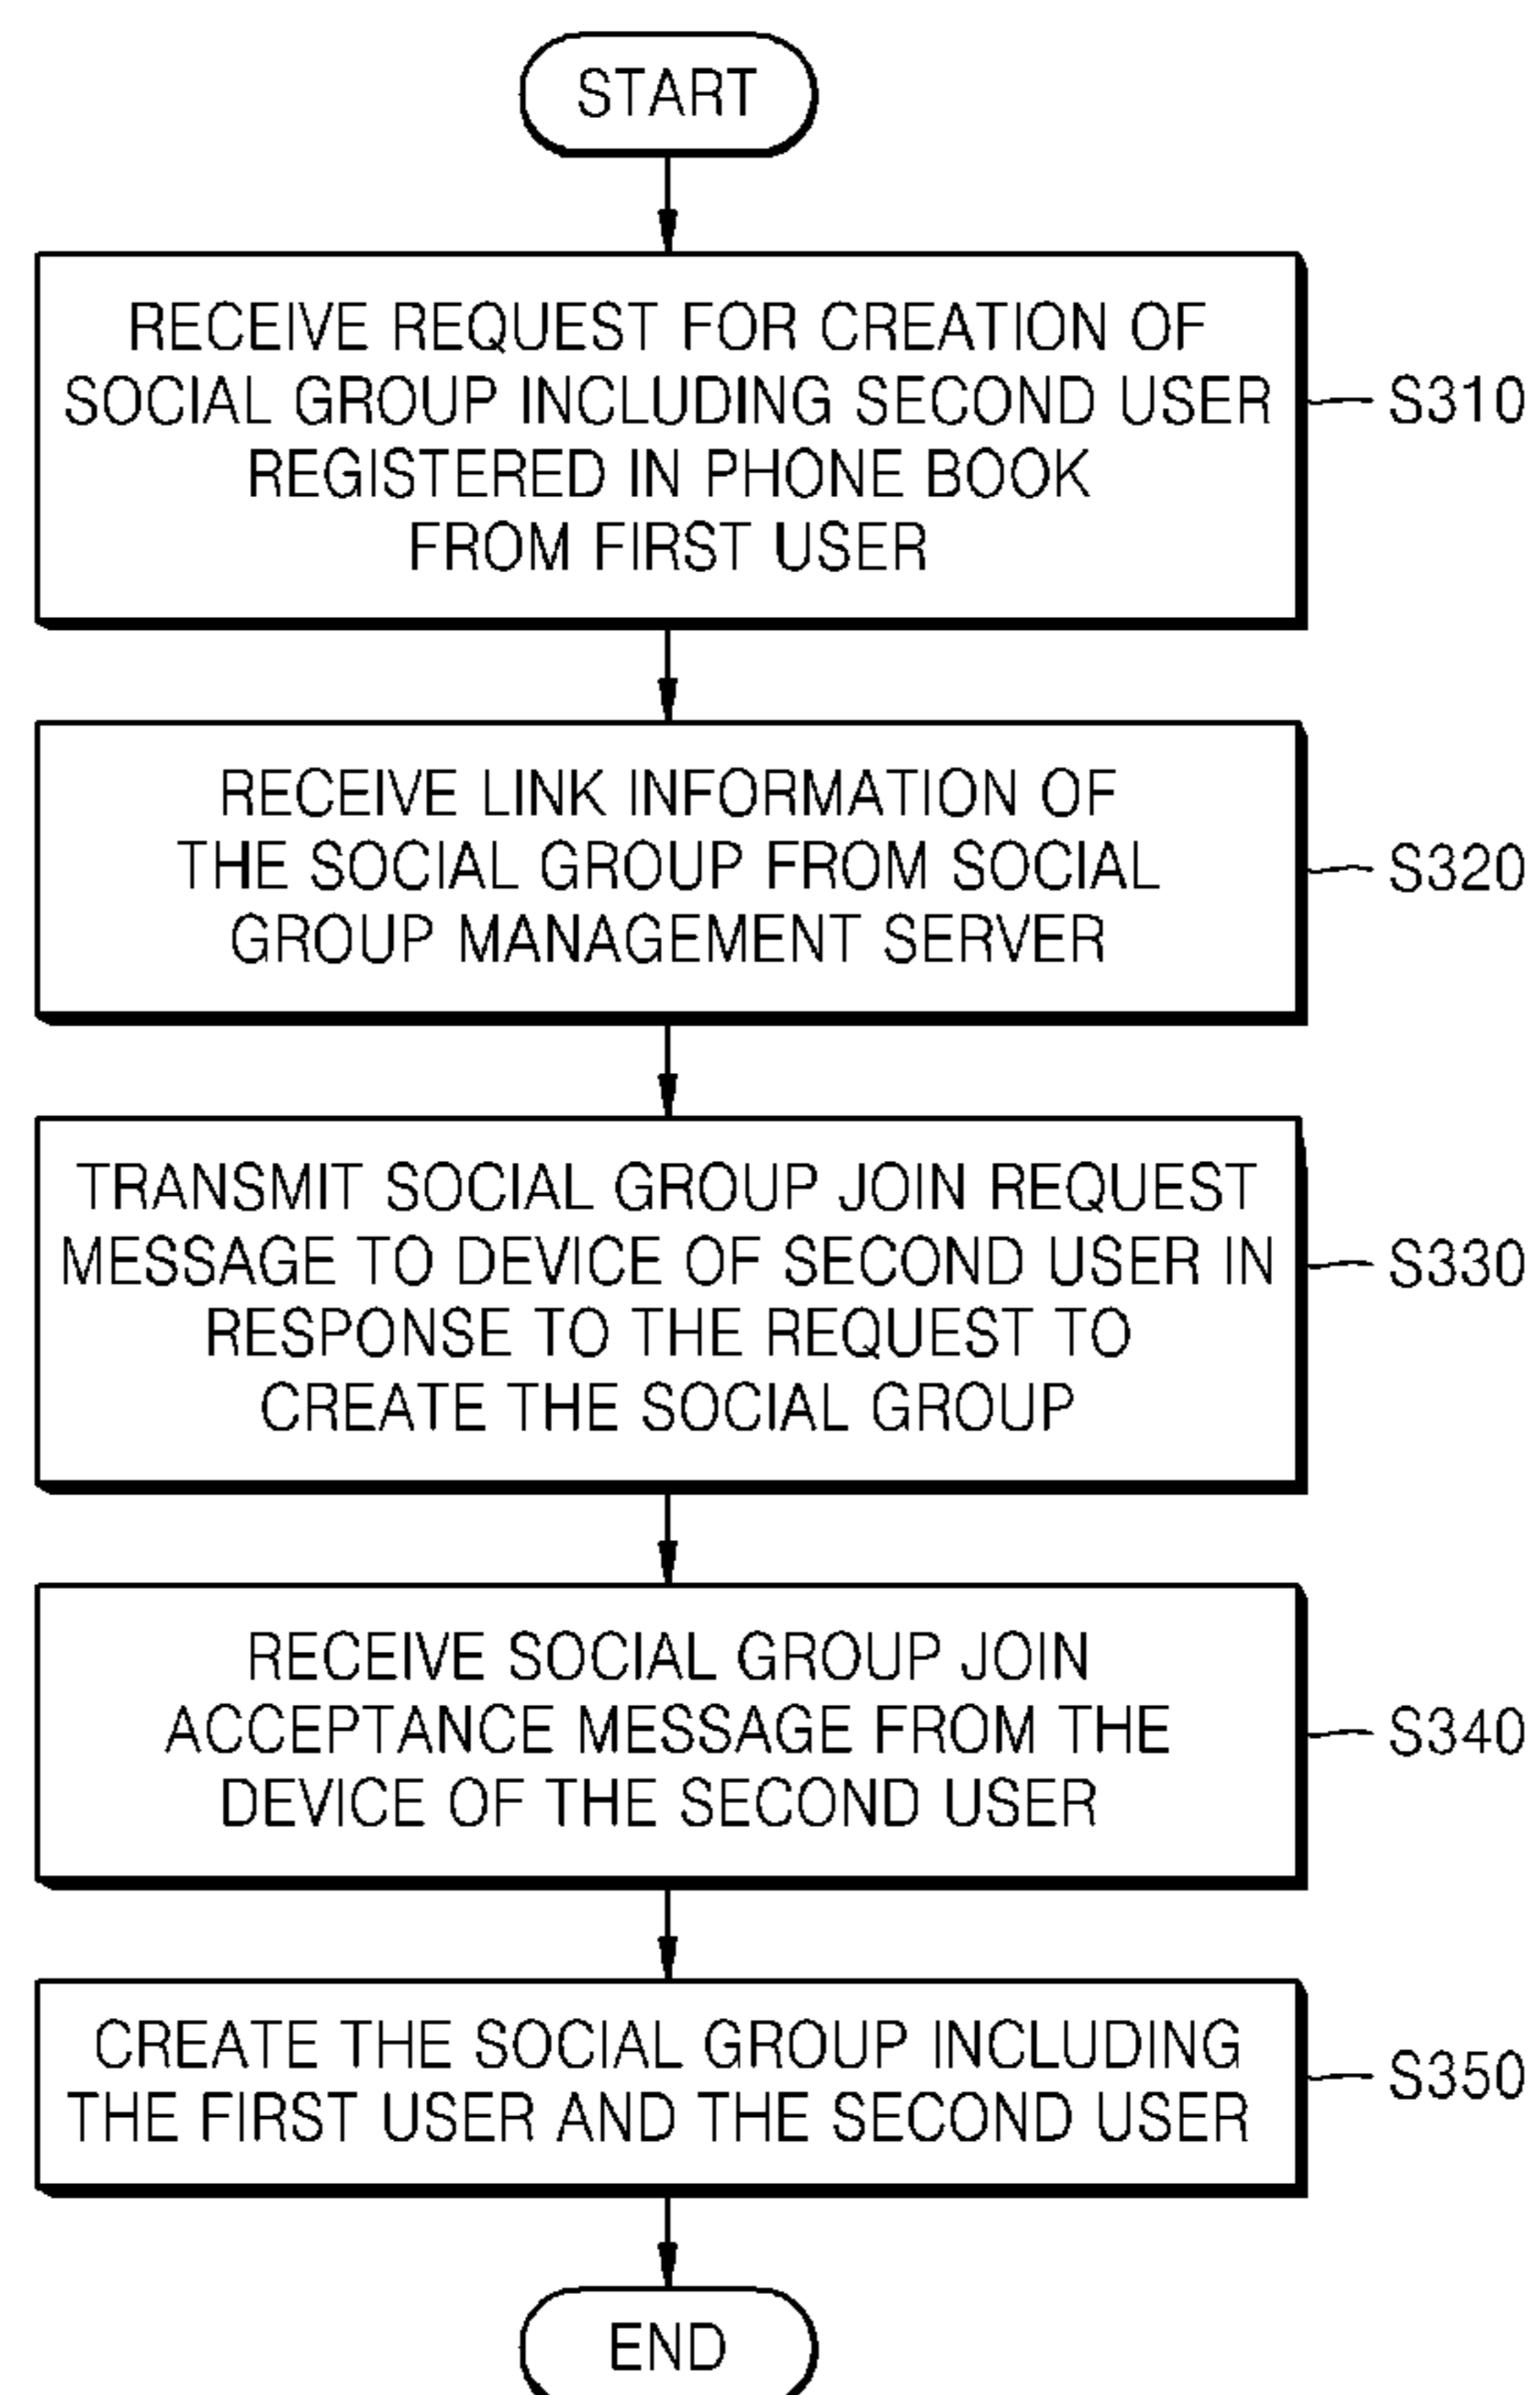 START
RECEIVE REQUEST FOR CREATION OF
SOCIAL GROUP INCLUDING SECOND USER
REGISTERED IN PHONE BOOK
FROM FIRST USER
S310
RECEIVE LINK INFORMATION OF
THE SOCIAL GROUP FROM SOCIAL
GROUP MANAGEMENT SERVER
S320
TRANSMIT SOCIAL GROUP JOIN REQUEST
MESSAGE TO DEVICE OF SECOND USER IN
RESPONSE TO THE REQUEST TO
CREATE THE SOCIAL GROUP
S330
RECEIVE SOCIAL GROUP JOIN
ACCEPTANCE MESSAGE FROM THE
DEVICE OF THE SECOND USER
S340
CREATE THE SOCIAL GROUP INCLUDING
THE FIRST USER AND THE SECOND USER
S350
END